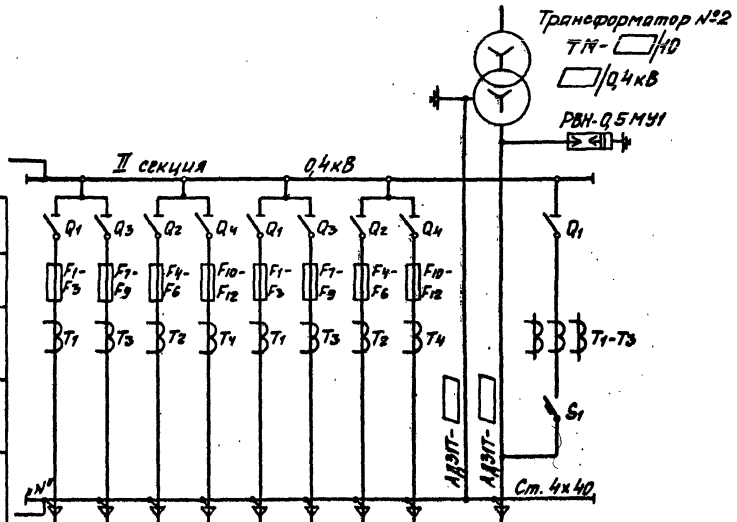 Трансформатор №2
ТМ- /10
/0,4кВ
РВН-0,5МУ1
II секция 0,4кВ
Q1 Q3 Q2 Q4 Q1 Q3 Q2 Q4 Q1
F1-F3 F7-F9 F4-F6 F10-F12 F1-F3 F7-F9 F4-F6 F10-F12
T1 T3 T2 T4 T1 T3 T2 T4 T1-T3
S1
АД31Т-
АД31Т-
"N"
Ст. 4х40